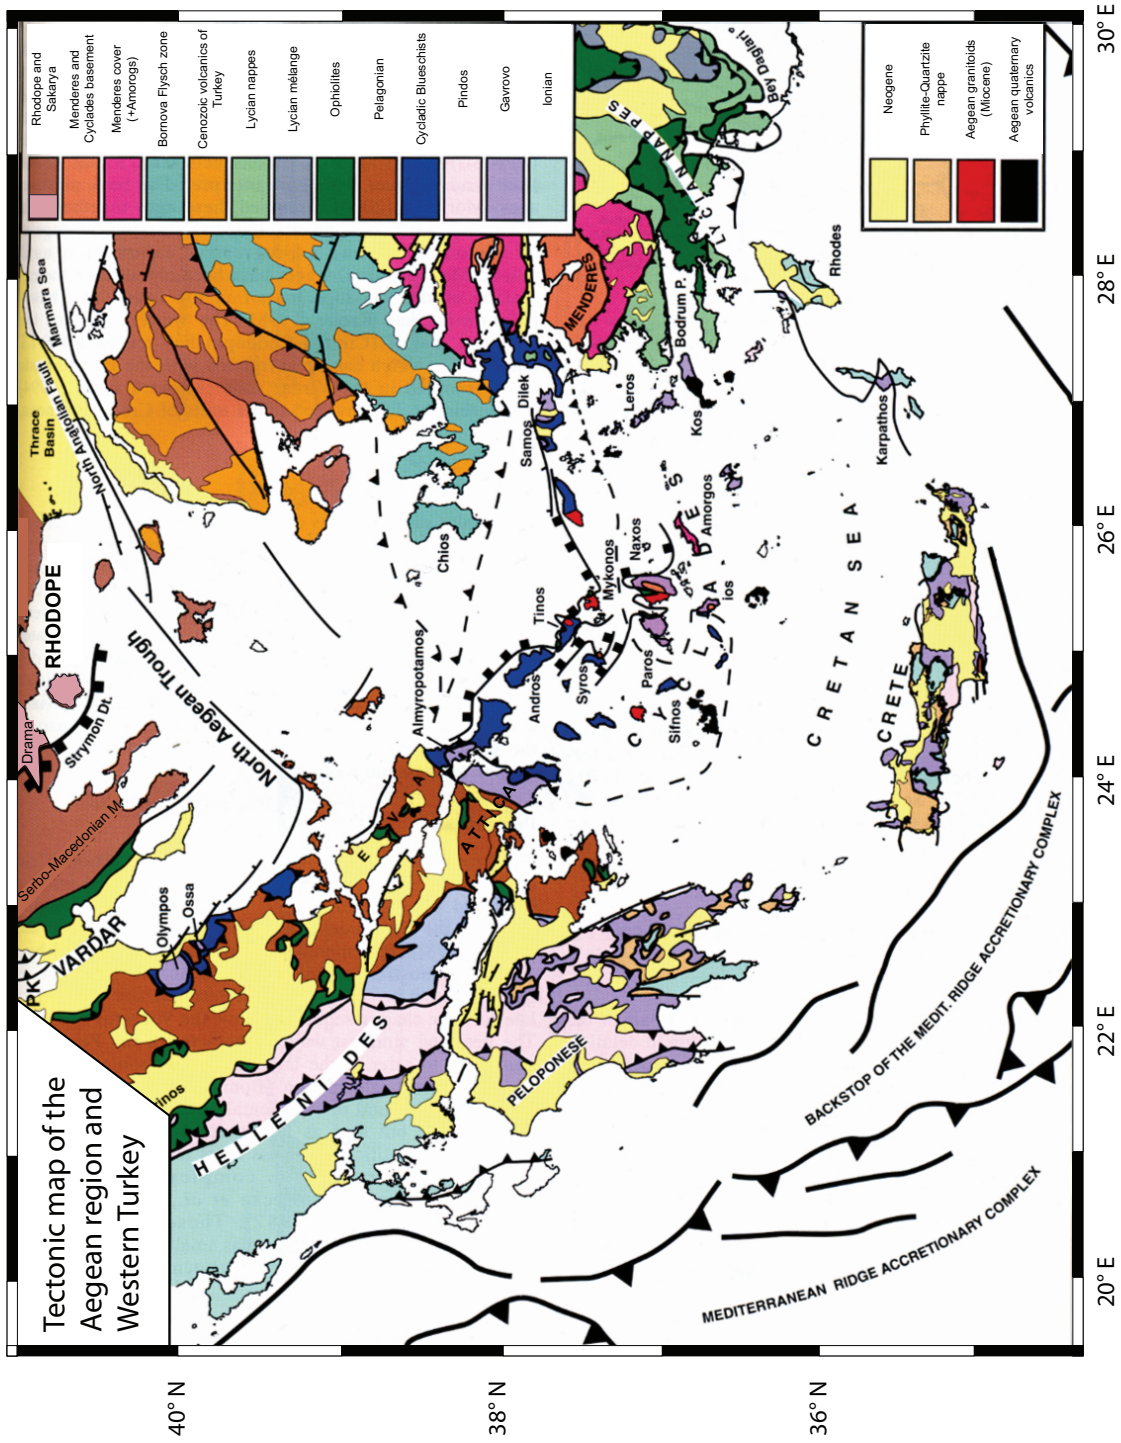 Tectonic map of the
Aegean region and
Western Turkey
Rhodope and
Sakarya
Menderes and
Cyclades basement
Menderes cover
(+Amorogs)
Bornova Flysch zone
Cenozoic volcanics of
Turkey
Lycian nappes
Lycian mélange
Ophiolites
Pelagonian
Cycladic Blueschists
Pindos
Gavrovo
Ionian
Neogene
Phyllite-Quartzite
nappe
Aegean granitoids
(Miocene)
Aegean quaternary
volcanics
Thrace
Basin
North Anatolian Fault
Marmara Sea
RHODOPE
Drama
Strymon Dt.
North Aegean Trough
Serbo-Macedonian M.
VARDAR
PK
Olympos
Ossa
rinos
HELLENIDES
EVIA
ATTICA
PELOPONESE
Almyropotamos
Chios
Samos
Dilek
MENDERES
LYCIAN NAPPES
Bey Daglari
Bodrum P.
Leros
Kos
Rhodes
Karpathos
Tinos
Mykonos
Naxos
Amorgos
ios
Andros
Syros
Paros
Sifnos
CYCLADES
CRETAN SEA
CRETE
BACKSTOP OF THE MEDIT. RIDGE ACCRETIONARY COMPLEX
MEDITERRANEAN RIDGE ACCRETIONARY COMPLEX
20° E
22° E
24° E
26° E
28° E
30° E
40° N
38° N
36° N